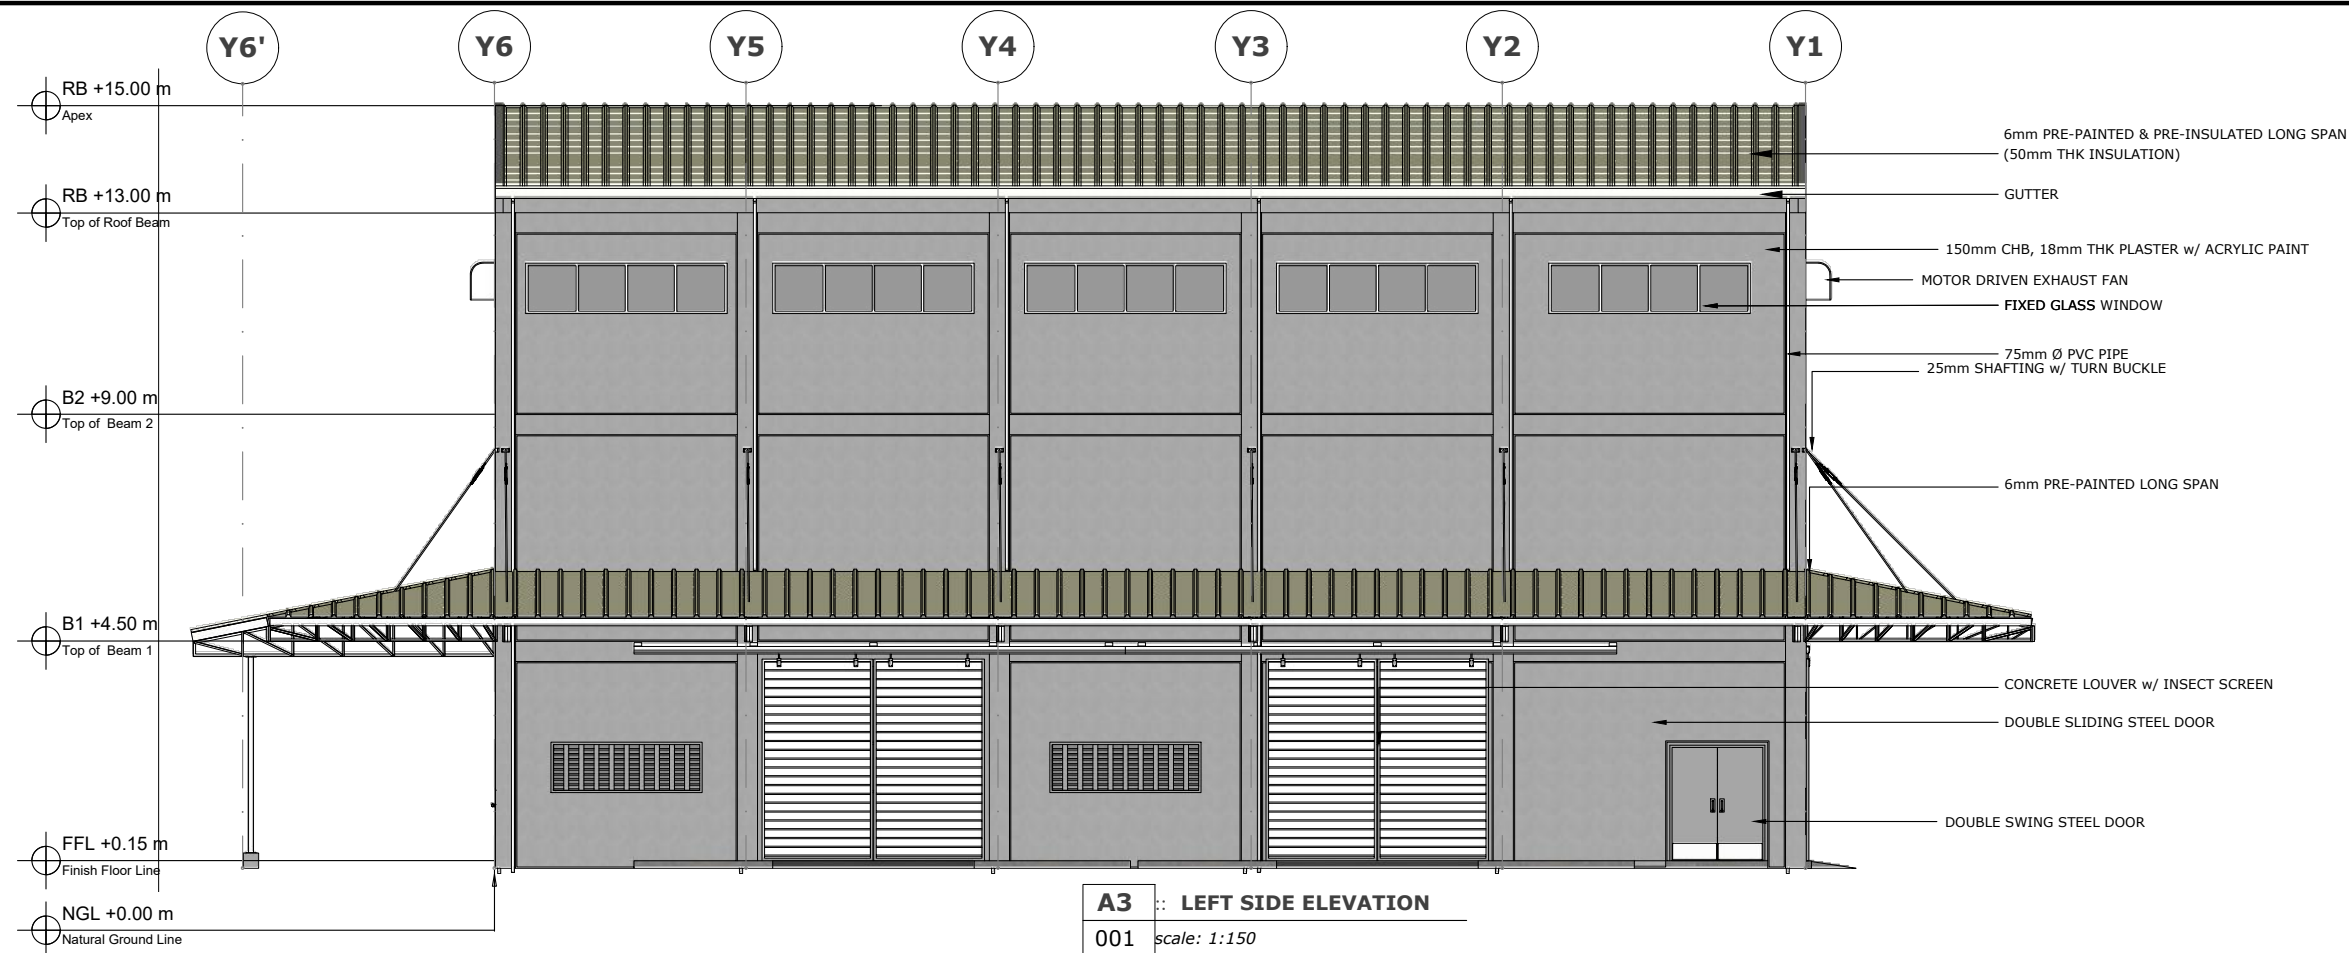 Y6'
Y6
Y5
Y4
Y3
Y2
Y1
RB +15.00 m
Apex
RB +13.00 m
Top of Roof Beam
B2 +9.00 m
Top of Beam 2
B1 +4.50 m
Top of Beam 1
FFL +0.15 m
Finish Floor Line
NGL +0.00 m
Natural Ground Line
6mm PRE-PAINTED & PRE-INSULATED LONG SPAN
(50mm THK INSULATION)
GUTTER
150mm CHB, 18mm THK PLASTER w/ ACRYLIC PAINT
MOTOR DRIVEN EXHAUST FAN
FIXED GLASS WINDOW
75mm Ø PVC PIPE
25mm SHAFTING w/ TURN BUCKLE
6mm PRE-PAINTED LONG SPAN
CONCRETE LOUVER w/ INSECT SCREEN
DOUBLE SLIDING STEEL DOOR
DOUBLE SWING STEEL DOOR
A3 :: LEFT SIDE ELEVATION
001 scale: 1:150